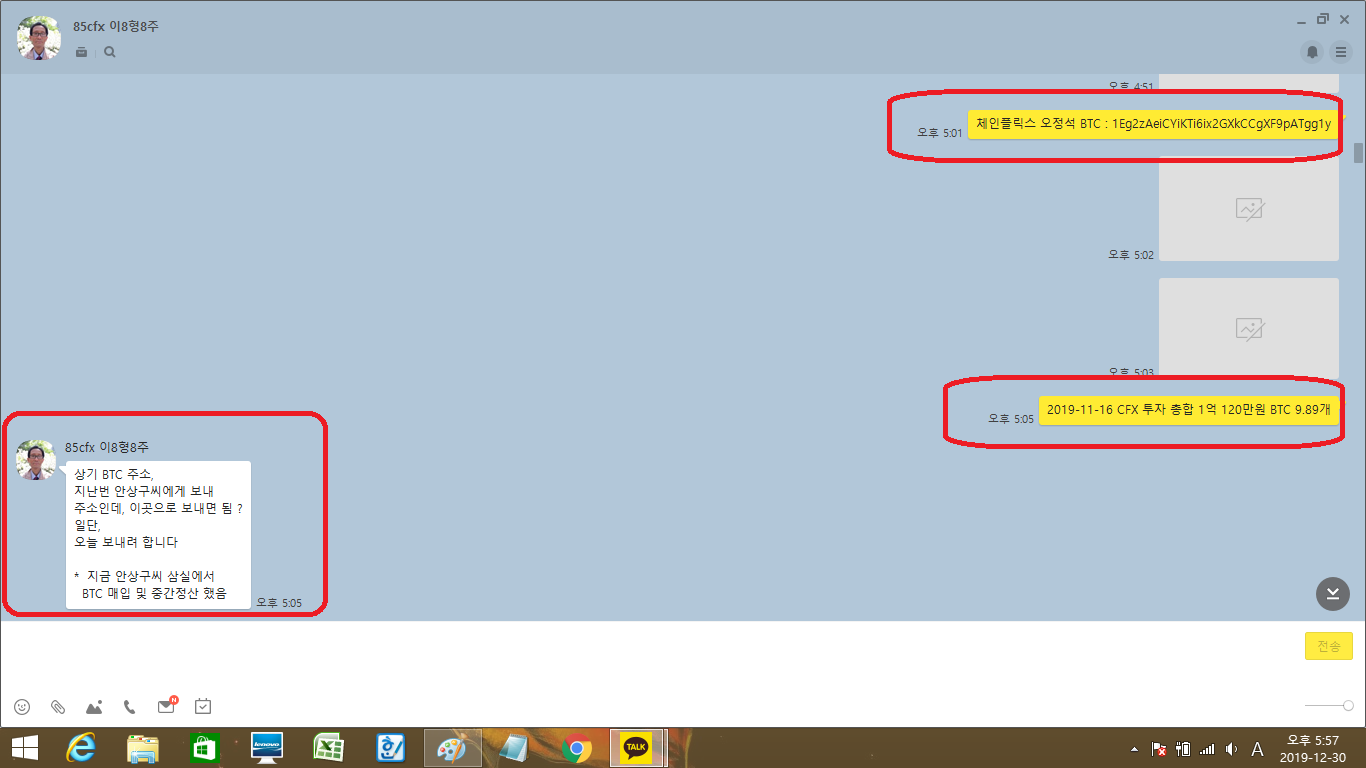 85cfx 이8형8주
오후 4:51
체인플릭스 오정석 BTC : 1Eg2zAeiCYiKTi6ix2GXkCCgXF9pATgg1y
오후 5:01
오후 5:02
오후 5:03
2019-11-16 CFX 투자 총합 1억 120만원 BTC 9.89개
오후 5:05
85cfx 이8형8주
상기 BTC 주소,
지난번 안상구씨에게 보내
주소인데, 이곳으로 보내면 됨 ?
일단,
오늘 보내려 합니다
* 지금 안상구씨 삼실에서
BTC 매입 및 중간정산 했음
오후 5:05
전송
N
lenovo
TALK
A
오후 5:57
2019-12-30